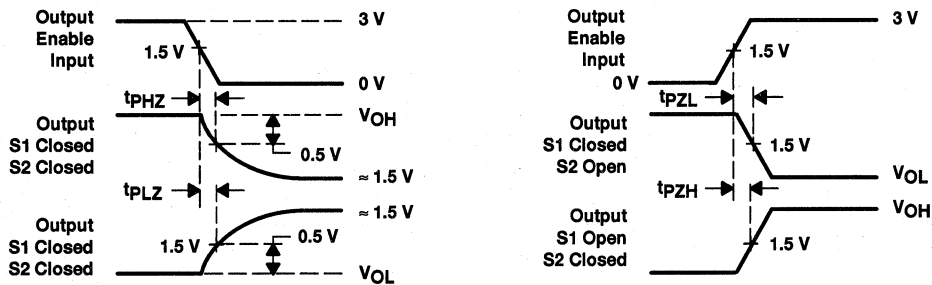 Output
Enable
Input
1.5 V
3 V
0 V
tPHZ
VOH
Output
S1 Closed
S2 Closed
0.5 V
≈ 1.5 V
tPLZ
≈ 1.5 V
Output
S1 Closed
S2 Closed
1.5 V
0.5 V
VOL
Output
Enable
Input
3 V
1.5 V
0 V
tPZL
Output
S1 Closed
S2 Open
1.5 V
VOL
tPZH
VOH
Output
S1 Open
S2 Closed
1.5 V